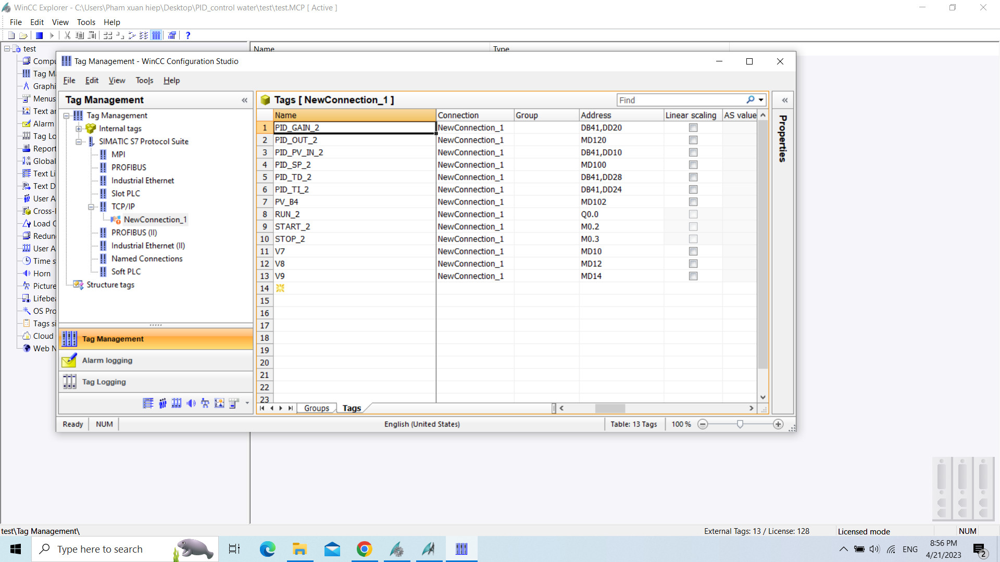 WinCC Explorer - C:\Users\Pham xuan hiep\Desktop\PID_control water\test\test.MCP [ Active ]
File Edit View Tools Help
test
Name Type
Compu
Tag M
Graphi
Menus
Text ar
Alarm
Tag Lo
Report
Global
Text Li
Text D
User A
Cross-
Load C
Redun
User A
Time s
Horn
Picture
Lifebea
OS Pro
Tags si
Cloud
Web N
Tag Management - WinCC Configuration Studio
File Edit View Tools Help
Tag Management «
Tag Management
Internal tags
SIMATIC S7 Protocol Suite
MPI
PROFIBUS
Industrial Ethernet
Slot PLC
TCP/IP
NewConnection_1
PROFIBUS (II)
Industrial Ethernet (II)
Named Connections
Soft PLC
Structure tags
Tag Management
Alarm logging
Tag Logging
Tags [ NewConnection_1 ] Find «
Properties
Name Connection Group Address Linear scaling AS value
1 PID_GAIN_2 NewConnection_1 DB41,DD20
2 PID_OUT_2 NewConnection_1 MD120
3 PID_PV_IN_2 NewConnection_1 DB41,DD10
4 PID_SP_2 NewConnection_1 MD100
5 PID_TD_2 NewConnection_1 DB41,DD28
6 PID_TI_2 NewConnection_1 DB41,DD24
7 PV_B4 NewConnection_1 MD102
8 RUN_2 NewConnection_1 Q0.0
9 START_2 NewConnection_1 M0.2
10 STOP_2 NewConnection_1 M0.3
11 V7 NewConnection_1 MD10
12 V8 NewConnection_1 MD12
13 V9 NewConnection_1 MD14
14
15
16
17
18
19
20
21
22
23
Groups Tags
Ready NUM English (United States) Table: 13 Tags 100 %
test\Tag Management\ External Tags: 13 / License: 128 Licensed mode NUM
Type here to search
ENG
8:56 PM
4/21/2023
2